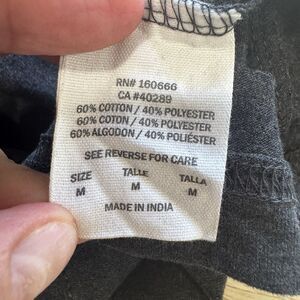 RN# 160666
CA #40289
60% COTTON / 40% POLYESTER
60% COTON / 40% POLYESTER
60% ALGODON / 40% POLIÉSTER
SEE REVERSE FOR CARE
SIZE TAILLE TALLA
M M M
MADE IN INDIA